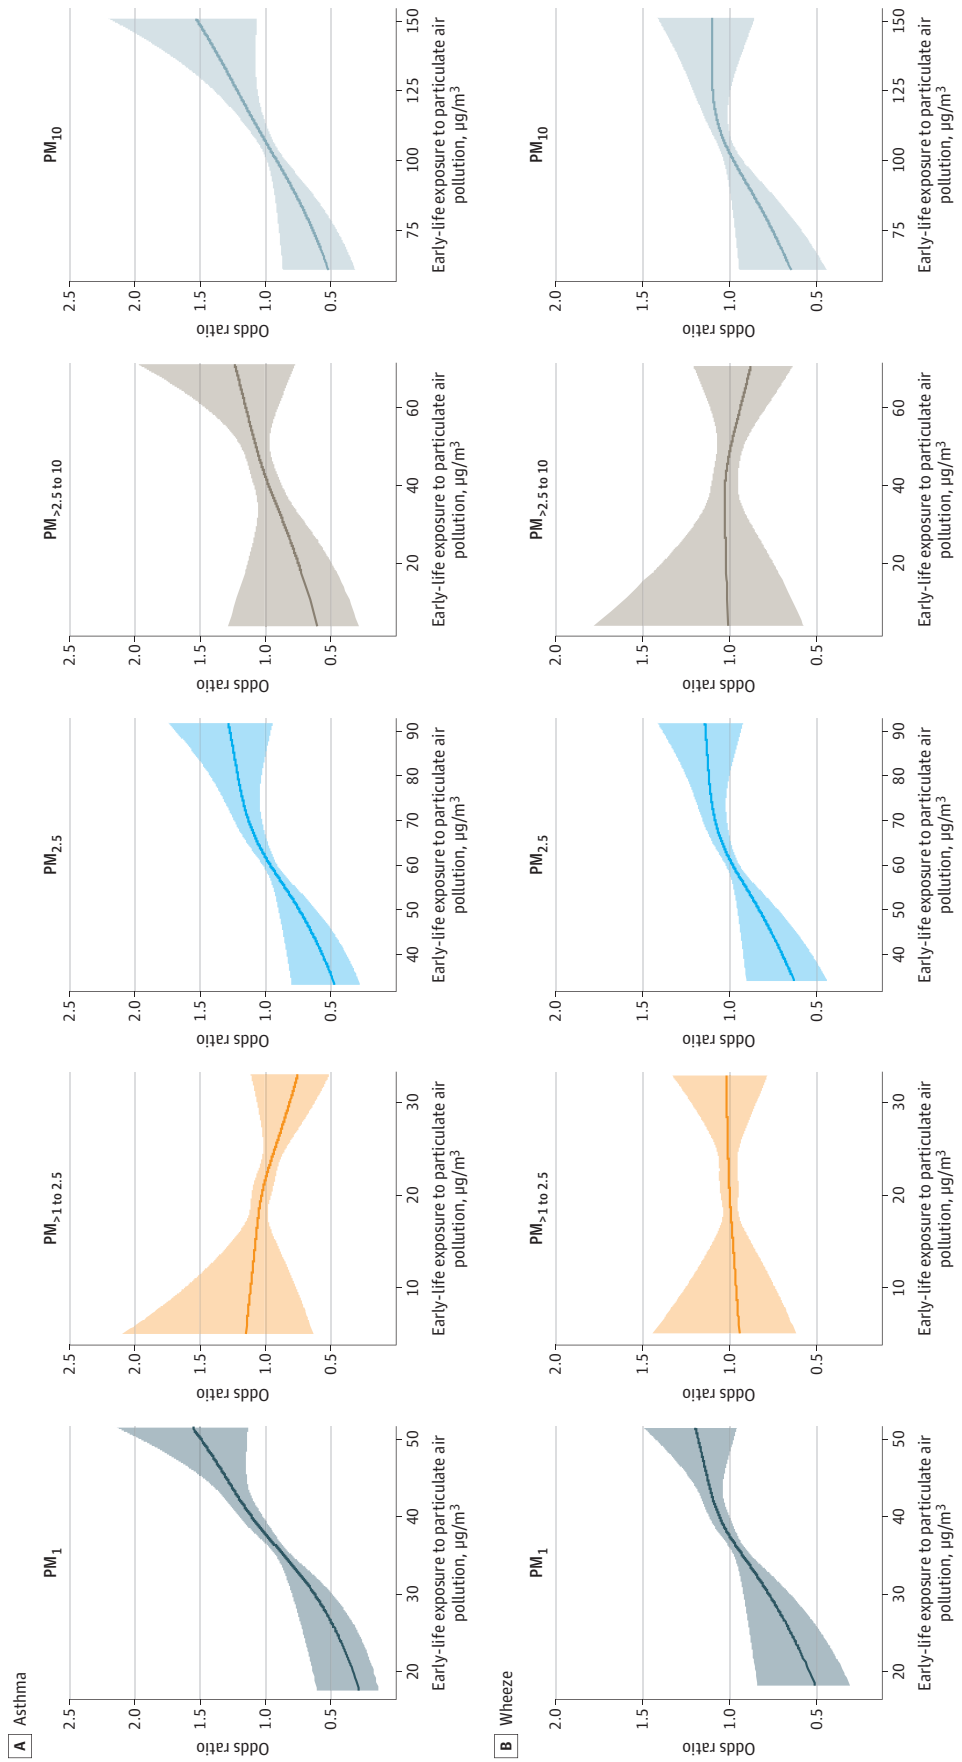 A Asthma
PM1
Odds ratio
2.5
2.0
1.5
1.0
0.5
20 30 40 50
Early-life exposure to particulate air
pollution, µg/m3
PM>1 to 2.5
Odds ratio
2.5
2.0
1.5
1.0
0.5
10 20 30
Early-life exposure to particulate air
pollution, µg/m3
PM2.5
Odds ratio
2.5
2.0
1.5
1.0
0.5
40 50 60 70 80 90
Early-life exposure to particulate air
pollution, µg/m3
PM>2.5 to 10
Odds ratio
2.5
2.0
1.5
1.0
0.5
20 40 60
Early-life exposure to particulate air
pollution, µg/m3
PM10
Odds ratio
2.5
2.0
1.5
1.0
0.5
75 100 125 150
Early-life exposure to particulate air
pollution, µg/m3
B Wheeze
PM1
Odds ratio
2.0
1.5
1.0
0.5
20 30 40 50
Early-life exposure to particulate air
pollution, µg/m3
PM>1 to 2.5
Odds ratio
2.0
1.5
1.0
0.5
10 20 30
Early-life exposure to particulate air
pollution, µg/m3
PM2.5
Odds ratio
2.0
1.5
1.0
0.5
40 50 60 70 80 90
Early-life exposure to particulate air
pollution, µg/m3
PM>2.5 to 10
Odds ratio
2.0
1.5
1.0
0.5
20 40 60
Early-life exposure to particulate air
pollution, µg/m3
PM10
Odds ratio
2.0
1.5
1.0
0.5
75 100 125 150
Early-life exposure to particulate air
pollution, µg/m3